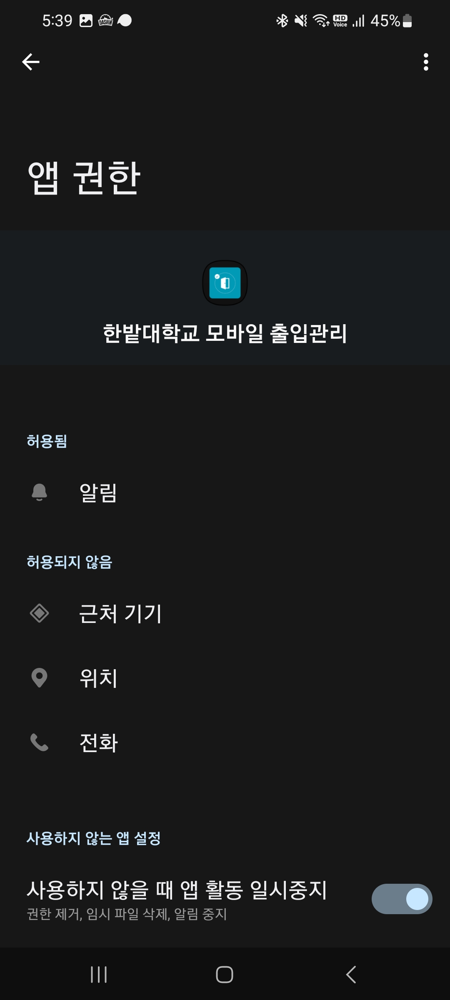 5:39 DASHIN HD Voice 45%
앱 권한
한밭대학교 모바일 출입관리
허용됨
알림
허용되지 않음
근처 기기
위치
전화
사용하지 않는 앱 설정
사용하지 않을 때 앱 활동 일시중지
권한 제거, 임시 파일 삭제, 알림 중지